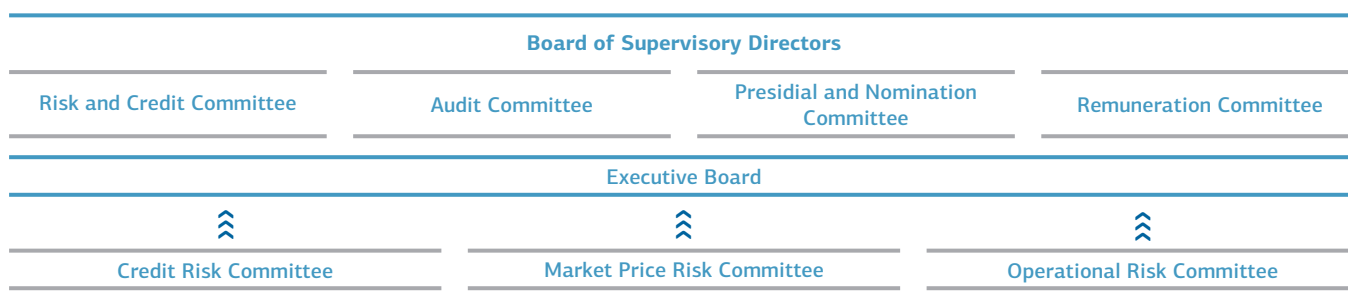 Board of Supervisory Directors
Risk and Credit Committee
Audit Committee
Presidial and Nomination
Committee
Remuneration Committee
Executive Board
Credit Risk Committee
Market Price Risk Committee
Operational Risk Committee